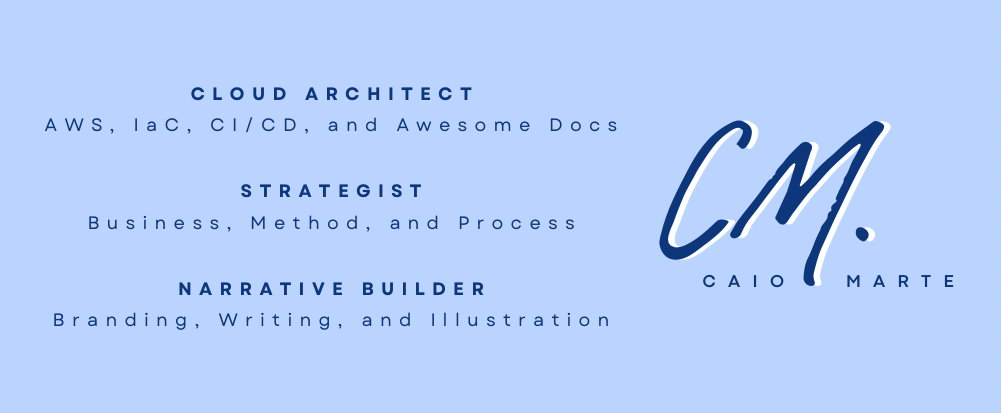 CLOUD ARCHITECT
AWS, IaC, CI/CD, and Awesome Docs
STRATEGIST
Business, Method, and Process
NARRATIVE BUILDER
Branding, Writing, and Illustration
CM.
CAIO MARTE